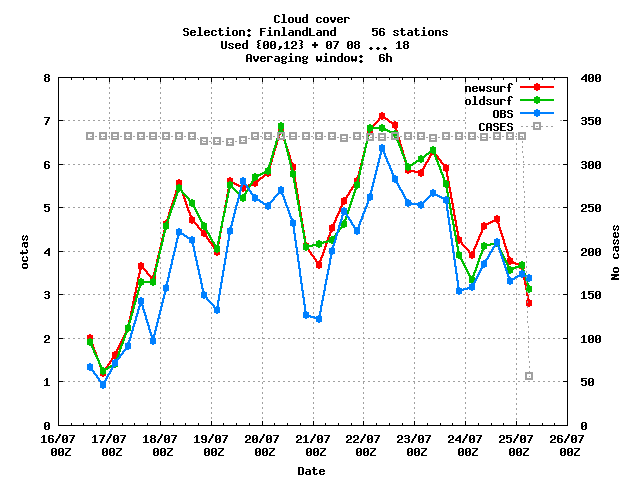 Cloud cover
Selection: FinlandLand     56 stations
Used {00,12} + 07 08 ... 18
Averaging window:  6h
newsurf
oldsurf
OBS
CASES
8
7
6
5
4
3
2
1
0
octas
400
350
300
250
200
150
100
50
0
No cases
16/07 17/07 18/07 19/07 20/07 21/07 22/07 23/07 24/07 25/07 26/07
00Z 00Z 00Z 00Z 00Z 00Z 00Z 00Z 00Z 00Z 00Z
Date